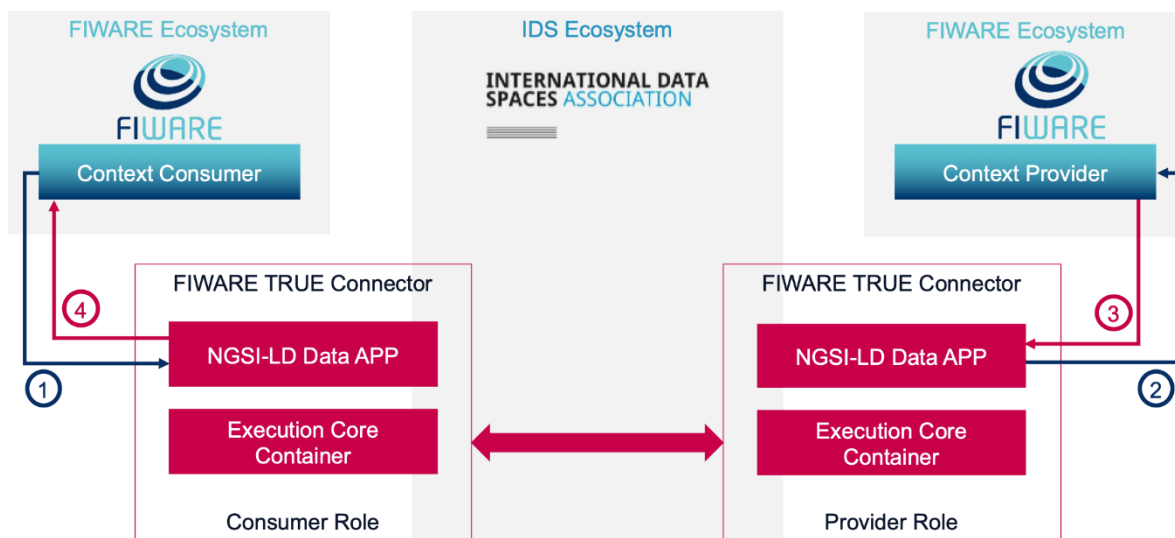 FIWARE Ecosystem
FIWARE
Context Consumer
IDS Ecosystem
INTERNATIONAL DATA
SPACES ASSOCIATION
FIWARE Ecosystem
FIWARE
Context Provider
FIWARE TRUE Connector
4
NGSI-LD Data APP
1
Execution Core
Container
Consumer Role
FIWARE TRUE Connector
3
NGSI-LD Data APP
2
Execution Core
Container
Provider Role